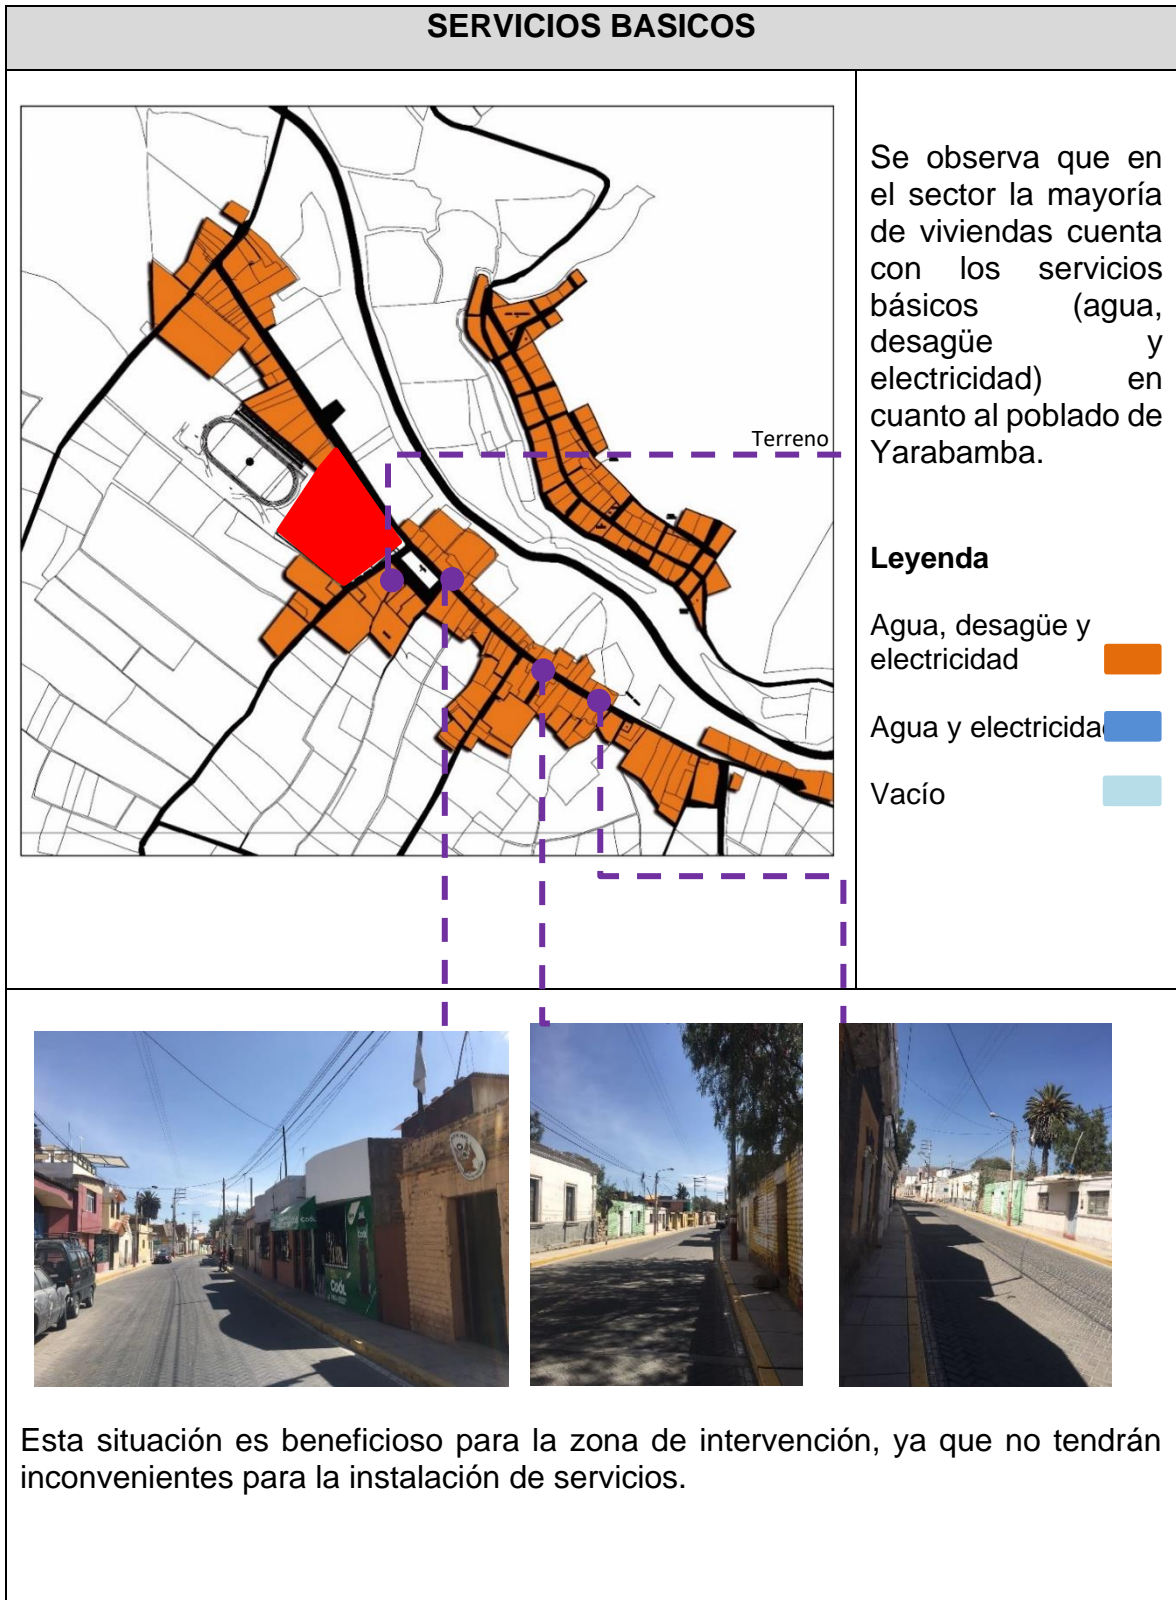 SERVICIOS BASICOS
Terreno
Se observa que en
el sector la mayoría
de viviendas cuenta
con los servicios
básicos (agua,
desagüe y
electricidad) en
cuanto al poblado de
Yarabamba.
Leyenda
Agua, desagüe y
electricidad
Agua y electricida
Vacío
Esta situación es beneficioso para la zona de intervención, ya que no tendrán
inconvenientes para la instalación de servicios.